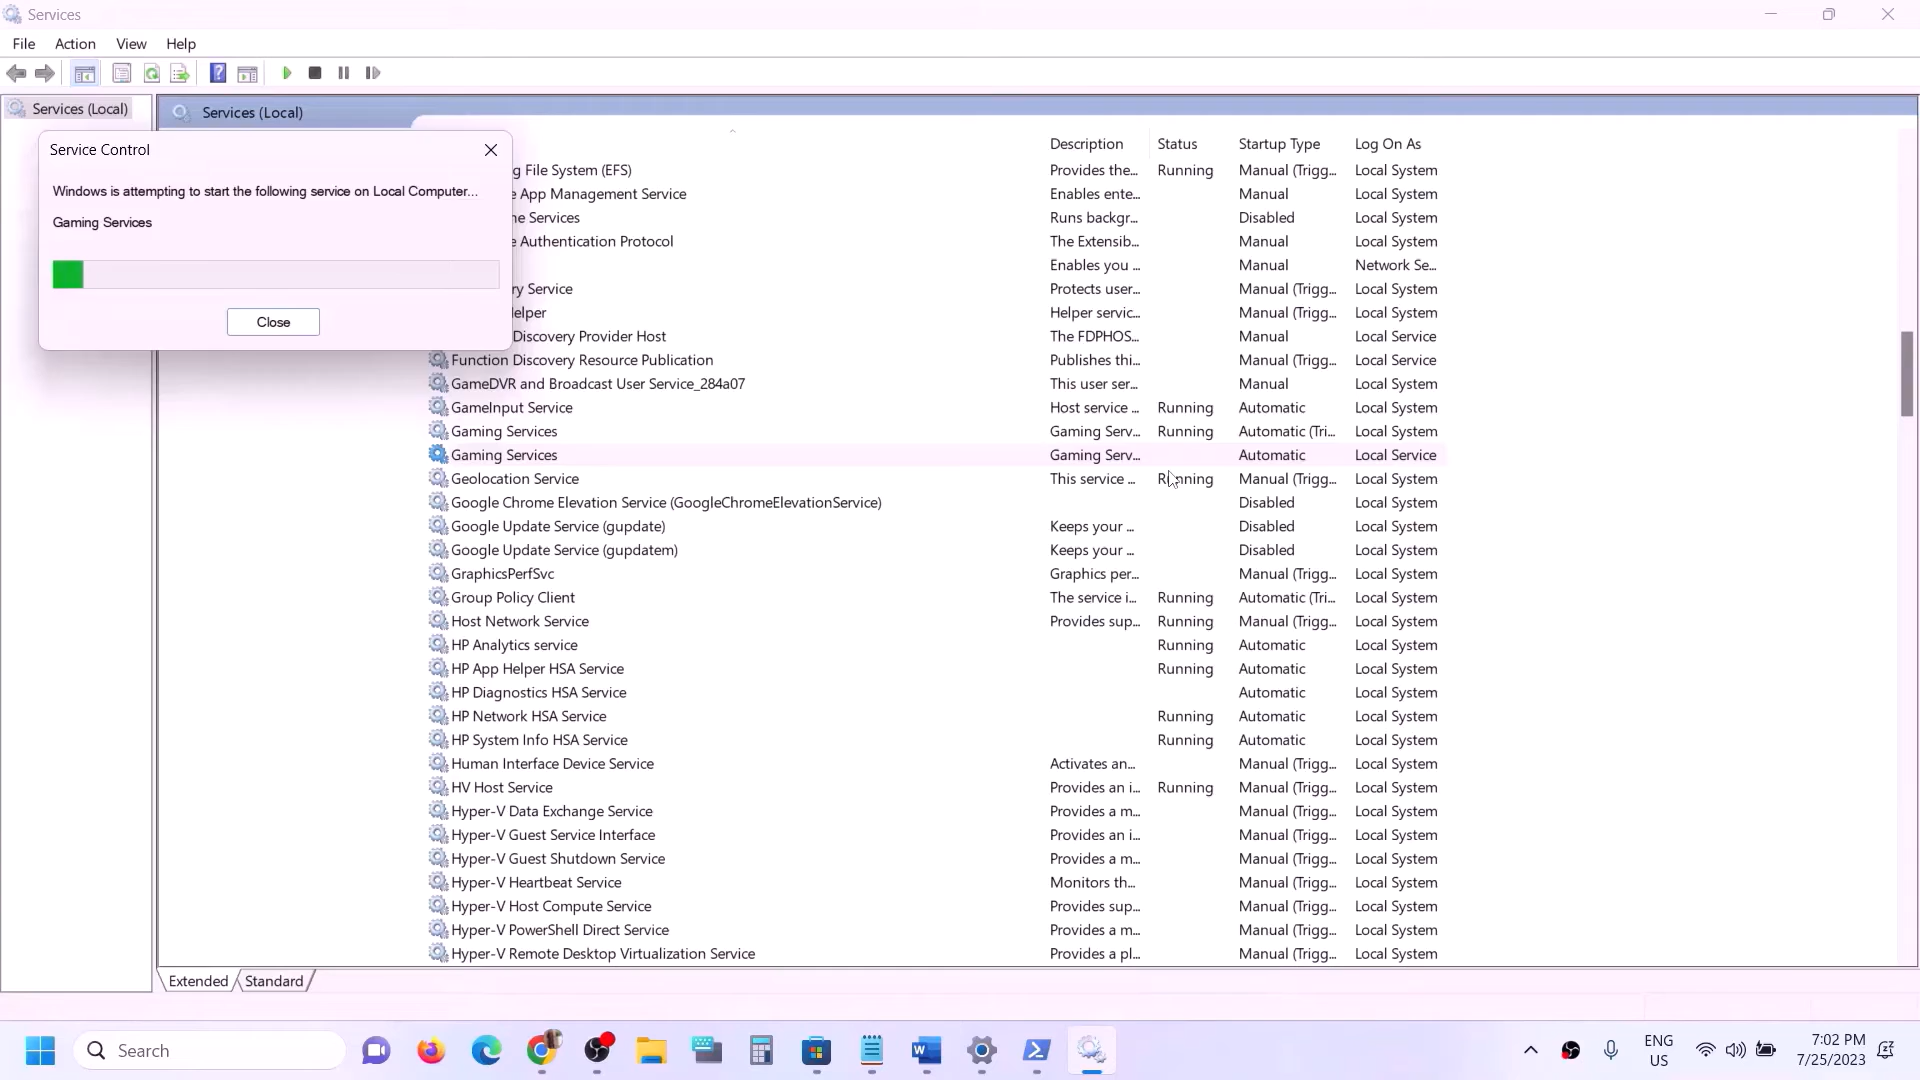 Services
File Action View Help
Services (Local)
Services (Local)
Service Control
Windows is attempting to start the following service on Local Computer...
Gaming Services
Close
Description Status Startup Type Log On As
g File System (EFS) Provides the... Running Manual (Trigg... Local System
e App Management Service Enables ente... Manual Local System
ne Services Runs backgr... Disabled Local System
e Authentication Protocol The Extensib... Manual Local System
Enables you ... Manual Network Se...
ry Service Protects user... Manual (Trigg... Local System
elper Helper servic... Manual (Trigg... Local System
Discovery Provider Host The FDPHOS... Manual Local Service
Function Discovery Resource Publication Publishes thi... Manual (Trigg... Local Service
GameDVR and Broadcast User Service_284a07 This user ser... Manual Local System
GameInput Service Host service ... Running Automatic Local System
Gaming Services Gaming Serv... Running Automatic (Tri... Local System
Gaming Services Gaming Serv... Automatic Local Service
Geolocation Service This service ... Running Manual (Trigg... Local System
Google Chrome Elevation Service (GoogleChromeElevationService) Disabled Local System
Google Update Service (gupdate) Keeps your ... Disabled Local System
Google Update Service (gupdatem) Keeps your ... Disabled Local System
GraphicsPerfSvc Graphics per... Manual (Trigg... Local System
Group Policy Client The service i... Running Automatic (Tri... Local System
Host Network Service Provides sup... Running Manual (Trigg... Local System
HP Analytics service Running Automatic Local System
HP App Helper HSA Service Running Automatic Local System
HP Diagnostics HSA Service Automatic Local System
HP Network HSA Service Running Automatic Local System
HP System Info HSA Service Running Automatic Local System
Human Interface Device Service Activates an... Manual (Trigg... Local System
HV Host Service Provides an i... Running Manual (Trigg... Local System
Hyper-V Data Exchange Service Provides a m... Manual (Trigg... Local System
Hyper-V Guest Service Interface Provides an i... Manual (Trigg... Local System
Hyper-V Guest Shutdown Service Provides a m... Manual (Trigg... Local System
Hyper-V Heartbeat Service Monitors th... Manual (Trigg... Local System
Hyper-V Host Compute Service Provides sup... Manual (Trigg... Local System
Hyper-V PowerShell Direct Service Provides a m... Manual (Trigg... Local System
Hyper-V Remote Desktop Virtualization Service Provides a pl... Manual (Trigg... Local System
Extended Standard
Search
ENG
US
7:02 PM
7/25/2023